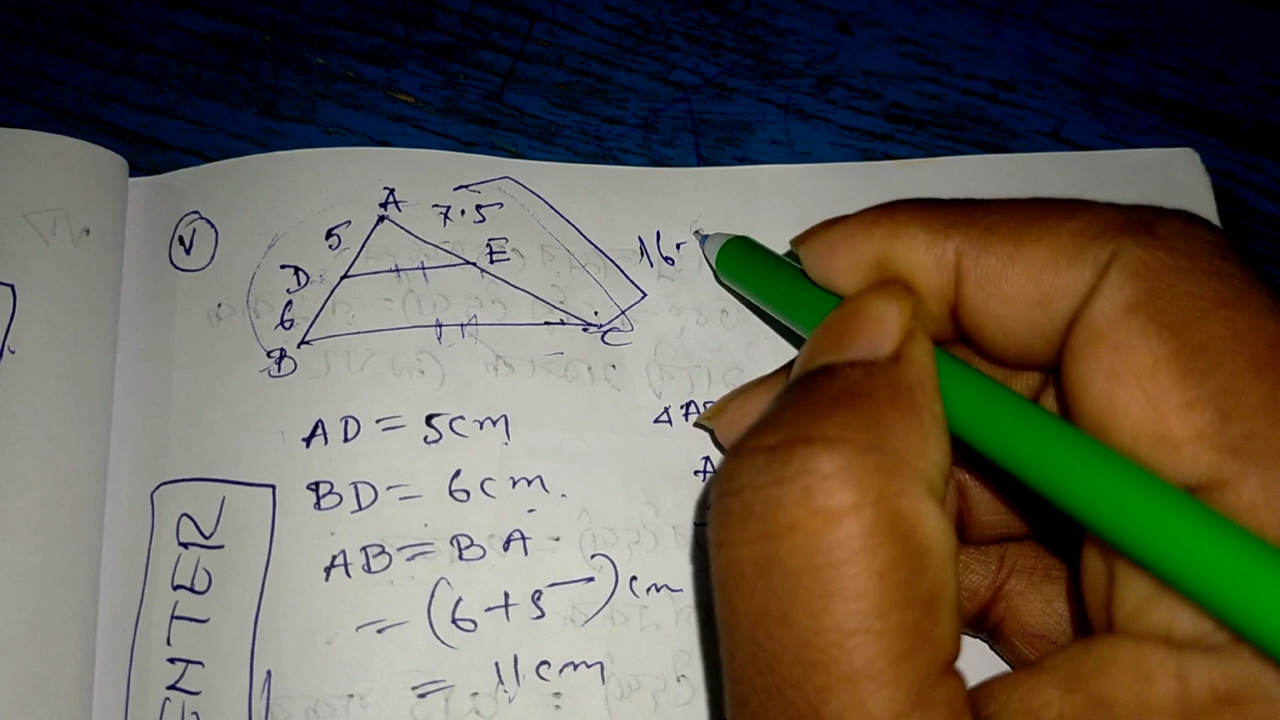 V
A
7.5
5
16.
D
E
6
B
C
AD = 5cm
BD = 6cm.
AB = BA
= (6+5) cm
= 11cm
ENTER